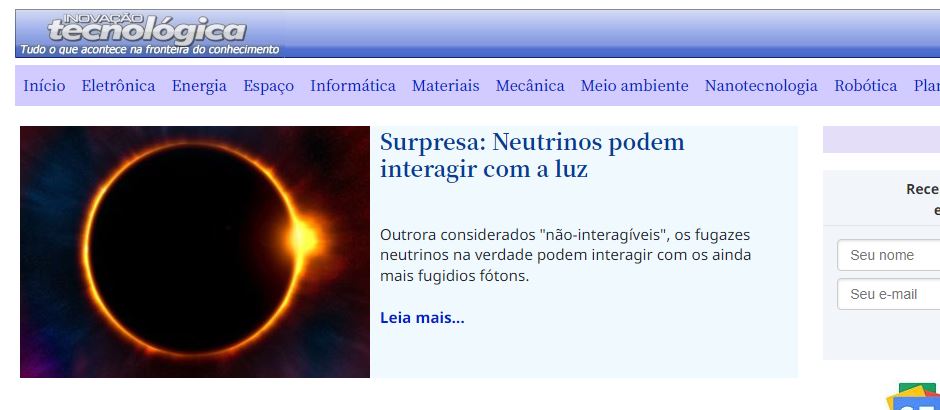 INOVAÇÃO
tecnológica
Tudo o que acontece na fronteira do conhecimento
Início Eletrônica Energia Espaço Informática Materiais Mecânica Meio ambiente Nanotecnologia Robótica Plan
Surpresa: Neutrinos podem
interagir com a luz
Outrora considerados "não-interagíveis", os fugazes
neutrinos na verdade podem interagir com os ainda
mais fugidios fótons.
Leia mais...
Rece
e
Seu nome
Seu e-mail